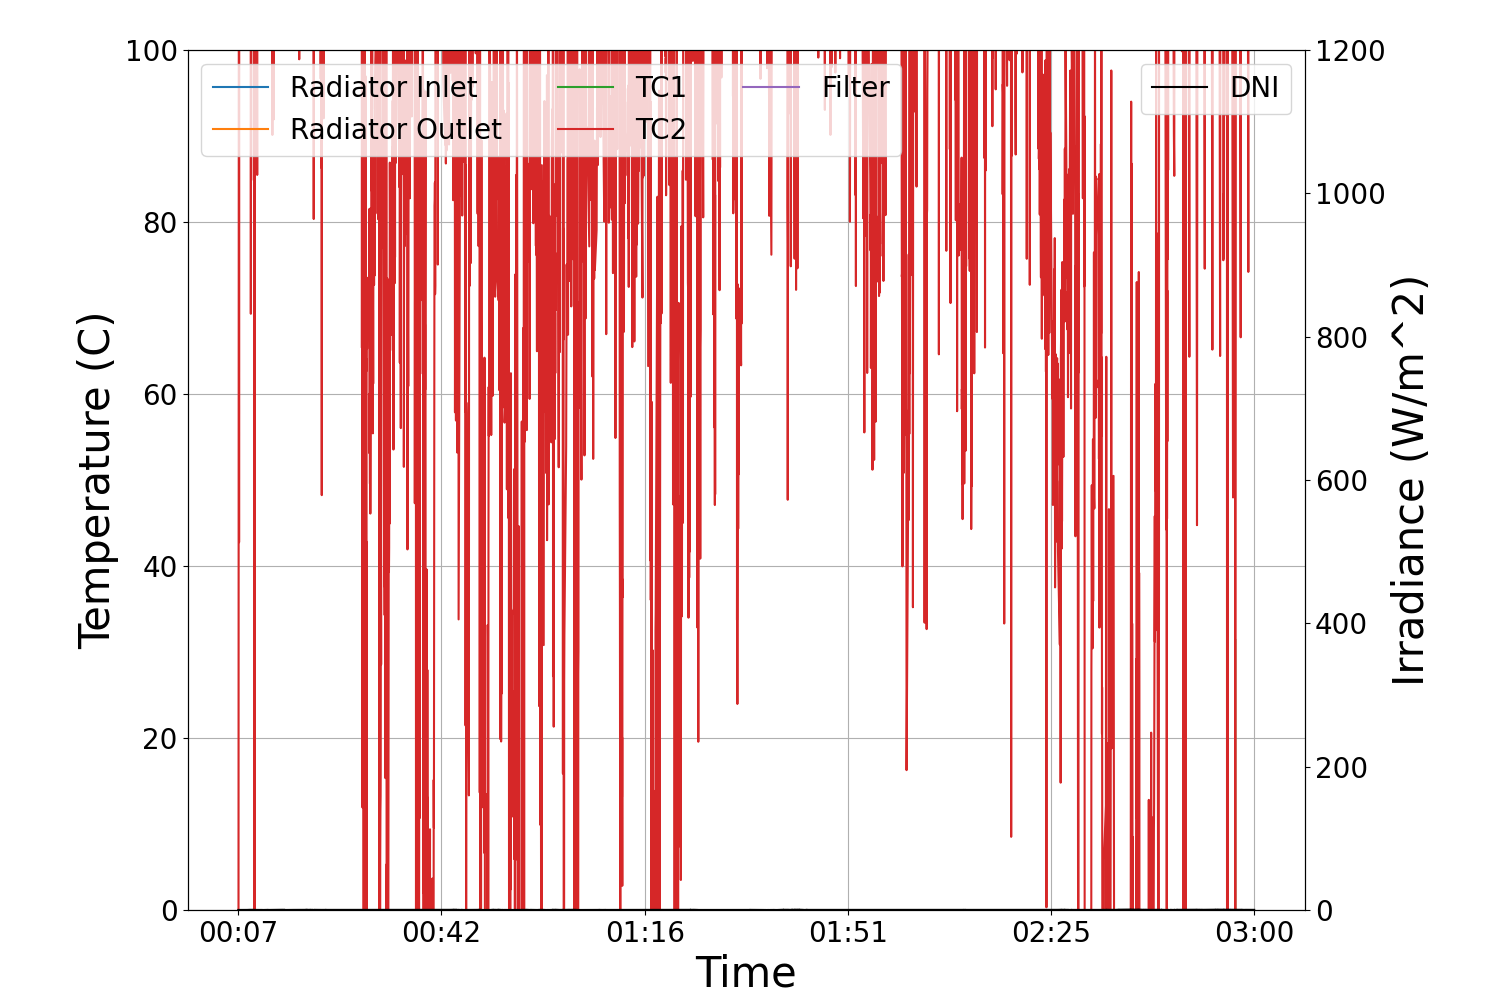 100
80
60
40
20
0
Temperature (C)
Radiator Inlet
Radiator Outlet
TC1
TC2
Filter
DNI
1200
1000
800
600
400
200
0
Irradiance (W/m^2)
00:07 00:42 01:16 01:51 02:25 03:00
Time